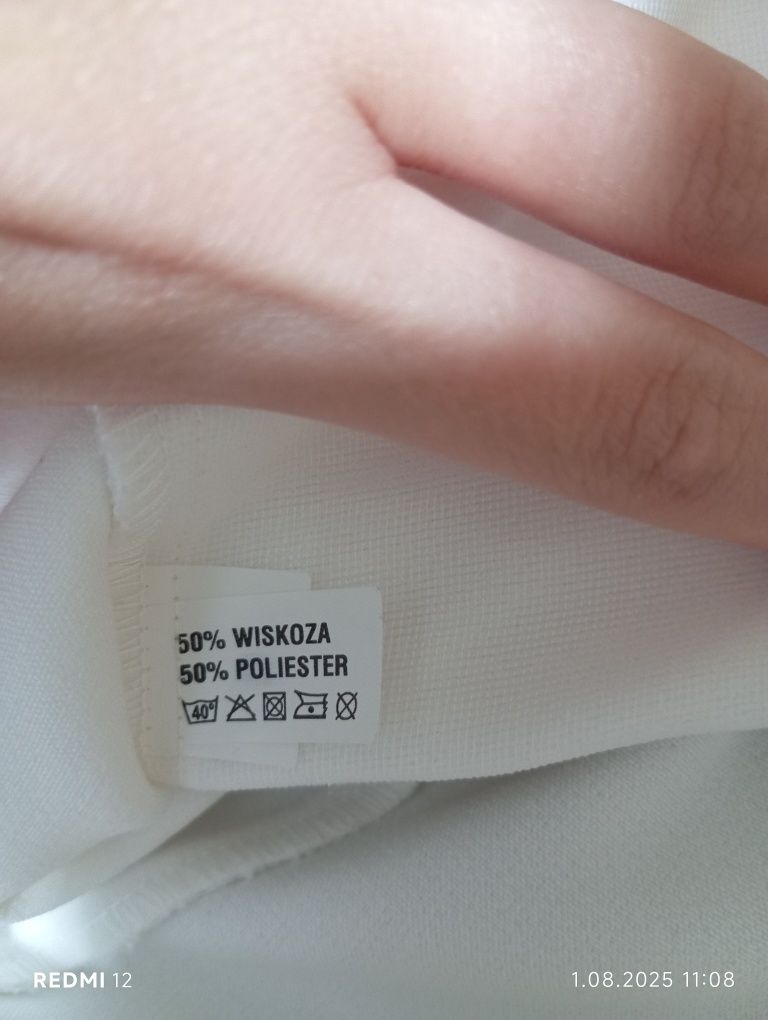 50% WISKOZA
50% POLIESTER
40°
REDMI 12
1.08.2025 11:08